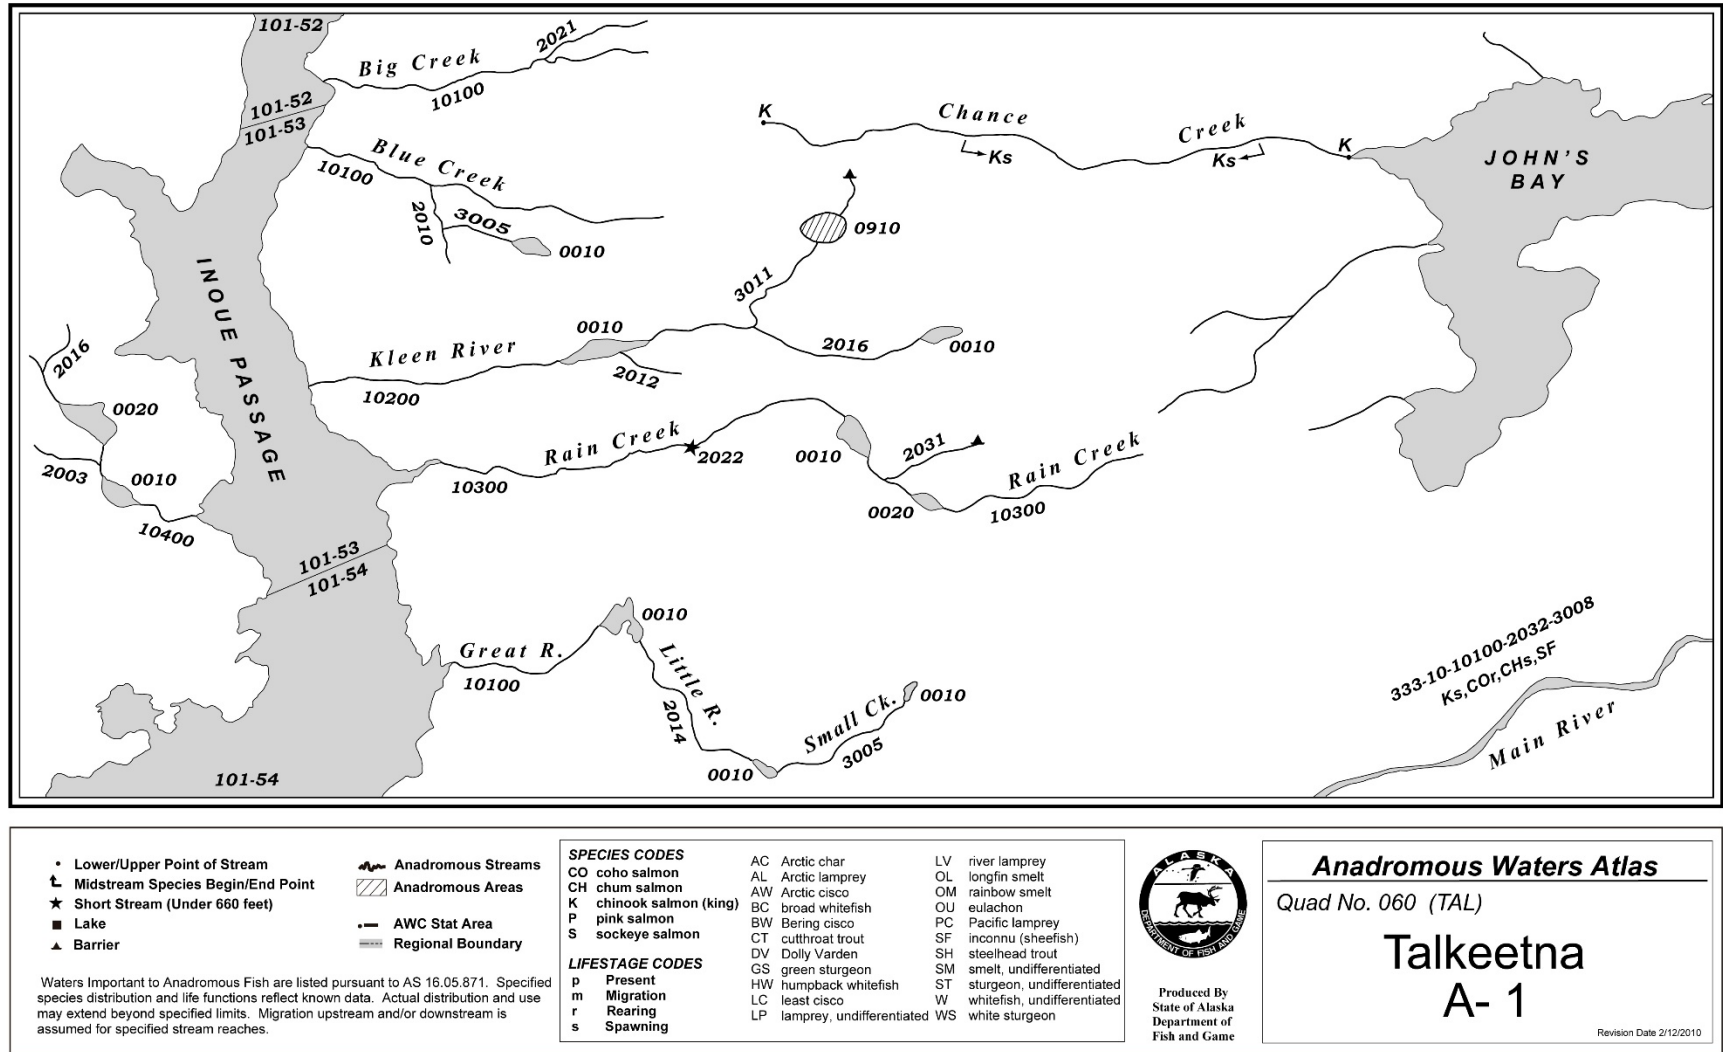 101-52
Big Creek
2021
10100
101-52
101-53
Blue Creek
10100
2010
3005
0010
K
Chance Creek
Ks
Ks
K
JOHN'S
BAY
0910
3011
INOUE PASSAGE
0010
Kleen River
10200
2012
2016
0010
2016
0020
2003
0010
10400
Rain Creek
10300
2022
0010
2031
Rain Creek
0020
10300
101-53
101-54
Great R.
10100
0010
Little R.
2014
0010
Small Ck.
3005
0010
333-10-10100-2032-3008
Ks,COr,CHs,SF
Main River
101-54
Lower/Upper Point of Stream
Midstream Species Begin/End Point
Short Stream (Under 660 feet)
Lake
Barrier
Anadromous Streams
Anadromous Areas
AWC Stat Area
Regional Boundary
Waters Important to Anadromous Fish are listed pursuant to AS 16.05.871. Specified
species distribution and life functions reflect known data. Actual distribution and use
may extend beyond specified limits. Migration upstream and/or downstream is
assumed for specified stream reaches.
SPECIES CODES
CO coho salmon
CH chum salmon
K chinook salmon (king)
P pink salmon
S sockeye salmon
LIFESTAGE CODES
p Present
m Migration
r Rearing
s Spawning
AC Arctic char
AL Arctic lamprey
AW Arctic cisco
BC broad whitefish
BW Bering cisco
CT cutthroat trout
DV Dolly Varden
GS green sturgeon
HW humpback whitefish
LC least cisco
LP lamprey, undifferentiated
LV river lamprey
OL longfin smelt
OM rainbow smelt
OU eulachon
PC Pacific lamprey
SF inconnu (sheefish)
SH steelhead trout
SM smelt, undifferentiated
ST sturgeon, undifferentiated
W whitefish, undifferentiated
WS white sturgeon
ALASKA
DEPARTMENT OF FISH AND GAME
Produced By
State of Alaska
Department of
Fish and Game
Anadromous Waters Atlas
Quad No. 060 (TAL)
Talkeetna
A- 1
Revision Date 2/12/2010